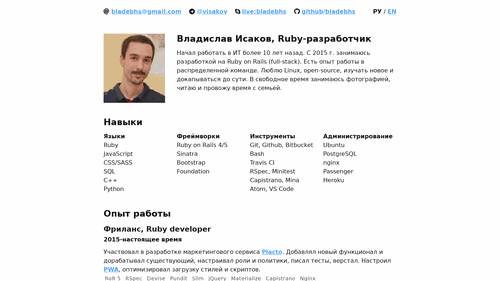 bladebhs@gmail.com @visakov live:bladebhs github/bladebhs РУ / EN
Владислав Исаков, Ruby-разработчик
Начал работать в ИТ более 10 лет назад. С 2015 г. занимаюсь
разработкой на Ruby on Rails (full-stack). Есть опыт работы в
распределенной команде. Люблю Linux, open-source, изучать новое и
докапываться до сути. В свободное время занимаюсь фотографией,
читаю и провожу время с семьей.
Навыки
Языки
Ruby
JavaScript
CSS/SASS
SQL
C++
Python
Фреймворки
Ruby on Rails 4/5
Sinatra
Bootstrap
Foundation
Инструменты
Git, Github, Bitbucket
Bash
Travis CI
RSpec, Minitest
Capistrano, Mina
Atom, VS Code
Администрирование
Ubuntu
PostgreSQL
nginx
Passenger
Heroku
Опыт работы
Фриланс, Ruby developer
2015-настоящее время
Участвовал в разработке маркетингового сервиса Placto. Добавлял новый функционал и
дорабатывал существующий, настраивал роли и политики, писал тесты, верстал. Настроил
PWA, оптимизировал загрузку стилей и скриптов.
RoR 5 RSpec Devise Pundit Slim jQuery Materialize Capistrano Nginx